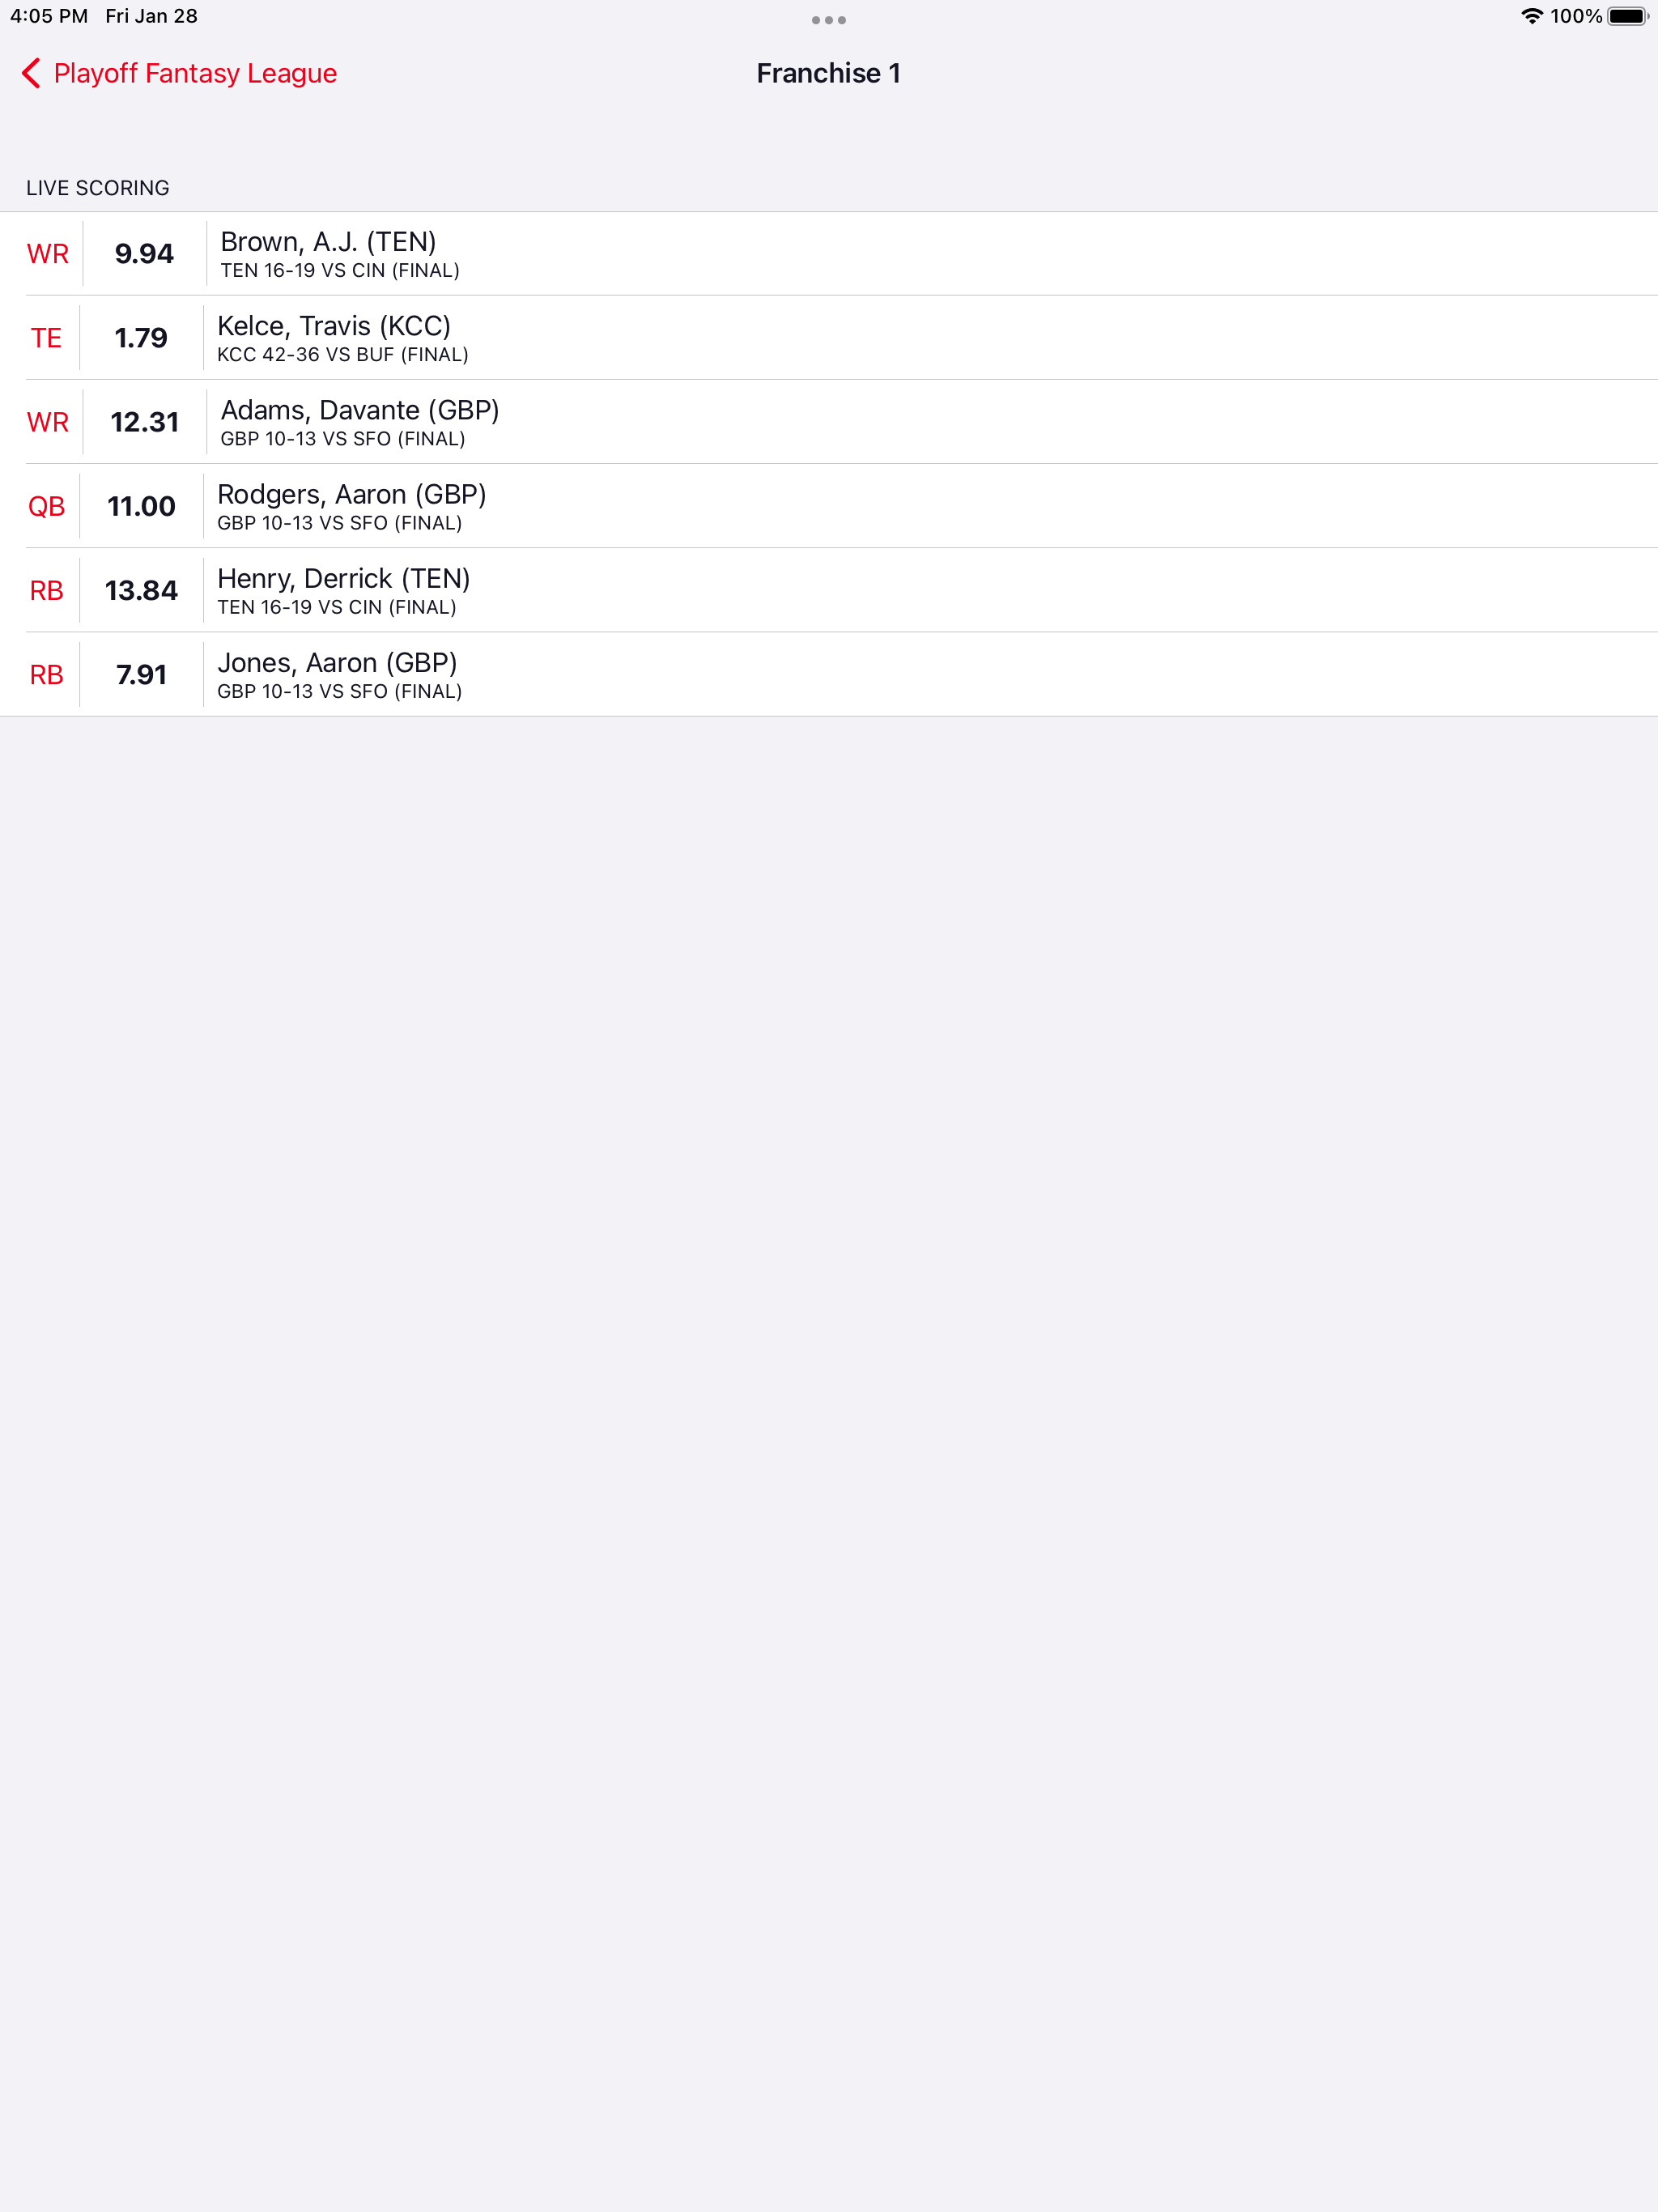 4:05 PM Fri Jan 28
100%
Playoff Fantasy League
Franchise 1
LIVE SCORING
WR 9.94 Brown, A.J. (TEN)
TEN 16-19 VS CIN (FINAL)
TE 1.79 Kelce, Travis (KCC)
KCC 42-36 VS BUF (FINAL)
WR 12.31 Adams, Davante (GBP)
GBP 10-13 VS SFO (FINAL)
QB 11.00 Rodgers, Aaron (GBP)
GBP 10-13 VS SFO (FINAL)
RB 13.84 Henry, Derrick (TEN)
TEN 16-19 VS CIN (FINAL)
RB 7.91 Jones, Aaron (GBP)
GBP 10-13 VS SFO (FINAL)